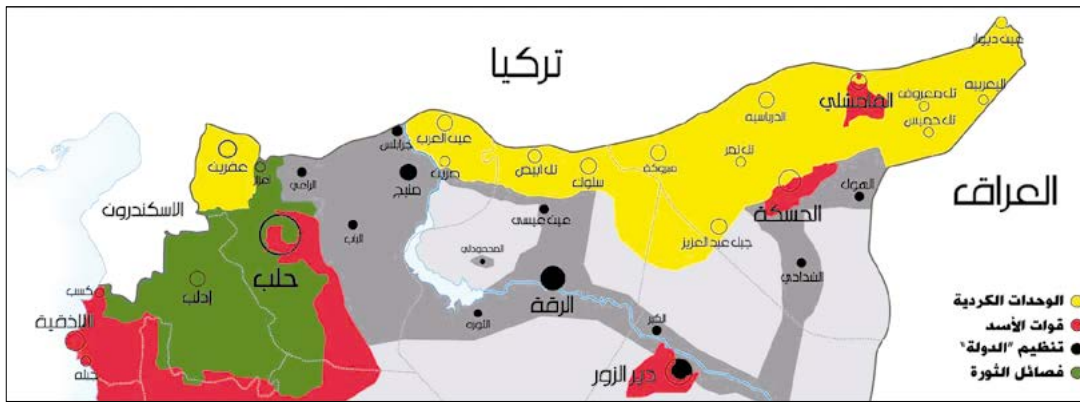 تركيا
عين ديوار
اليعربية
تل معروف
تل حميس
القامشلي
الدرباسية
تل تمر
مبروكة
سلوك
تل ابيض
صرين
عين العرب
جرابلس
منبج
الراعي
الباب
اعزاز
عفرين
الاسكندرون
العراق
الهول
الحسكة
جبل عبد العزيز
الشدادي
عين عيسى
المحمودلي
الرقة
الثورة
الكبر
دير الزور
حلب
إدلب
كسب
اللاذقية
جبلة
الوحدات الكردية
قوات الأسد
تنظيم "الدولة"
فصائل الثورة